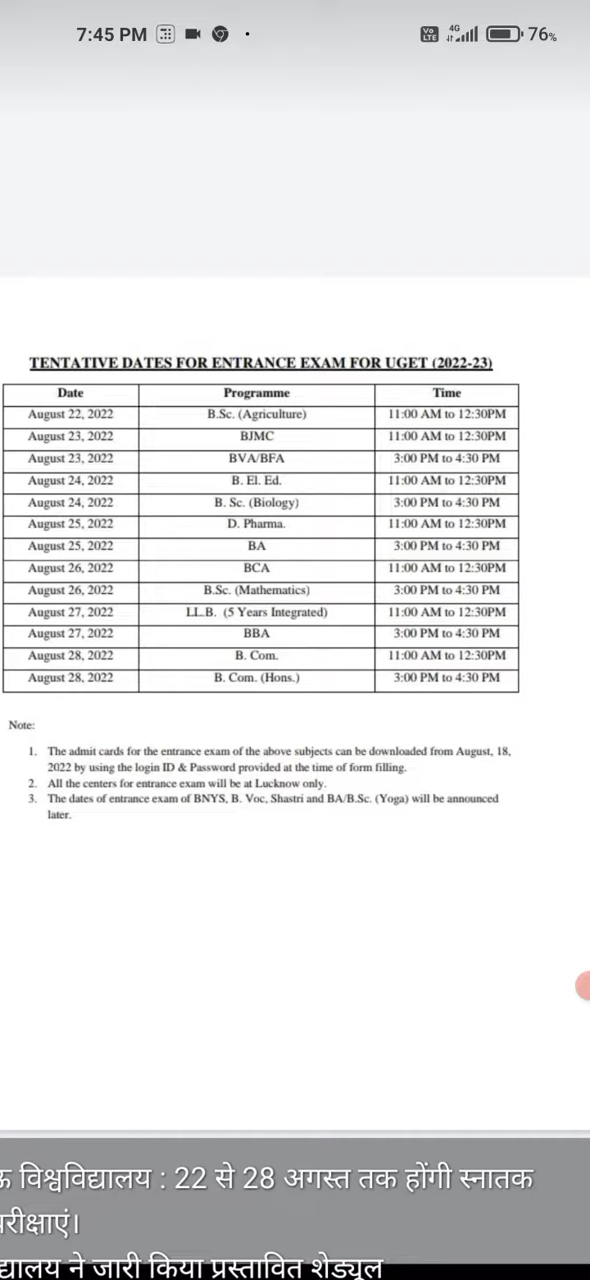 7:45 PM
VoLTE 4G 76%
TENTATIVE DATES FOR ENTRANCE EXAM FOR UGET (2022-23)
Date Programme Time
August 22, 2022 B.Sc. (Agriculture) 11:00 AM to 12:30PM
August 23, 2022 BJMC 11:00 AM to 12:30PM
August 23, 2022 BVA/BFA 3:00 PM to 4:30 PM
August 24, 2022 B. El. Ed. 11:00 AM to 12:30PM
August 24, 2022 B. Sc. (Biology) 3:00 PM to 4:30 PM
August 25, 2022 D. Pharma. 11:00 AM to 12:30PM
August 25, 2022 BA 3:00 PM to 4:30 PM
August 26, 2022 BCA 11:00 AM to 12:30PM
August 26, 2022 B.Sc. (Mathematics) 3:00 PM to 4:30 PM
August 27, 2022 LL.B. (5 Years Integrated) 11:00 AM to 12:30PM
August 27, 2022 BBA 3:00 PM to 4:30 PM
August 28, 2022 B. Com. 11:00 AM to 12:30PM
August 28, 2022 B. Com. (Hons.) 3:00 PM to 4:30 PM
Note:
1. The admit cards for the entrance exam of the above subjects can be downloaded from August, 18,
2022 by using the login ID & Password provided at the time of form filling.
2. All the centers for entrance exam will be at Lucknow only.
3. The dates of entrance exam of BNYS, B. Voc, Shastri and BA/B.Sc. (Yoga) will be announced
later.
विश्वविद्यालय : 22 से 28 अगस्त तक होंगी स्नातक
ने जारी किया प्रस्तावित शेड्यूल